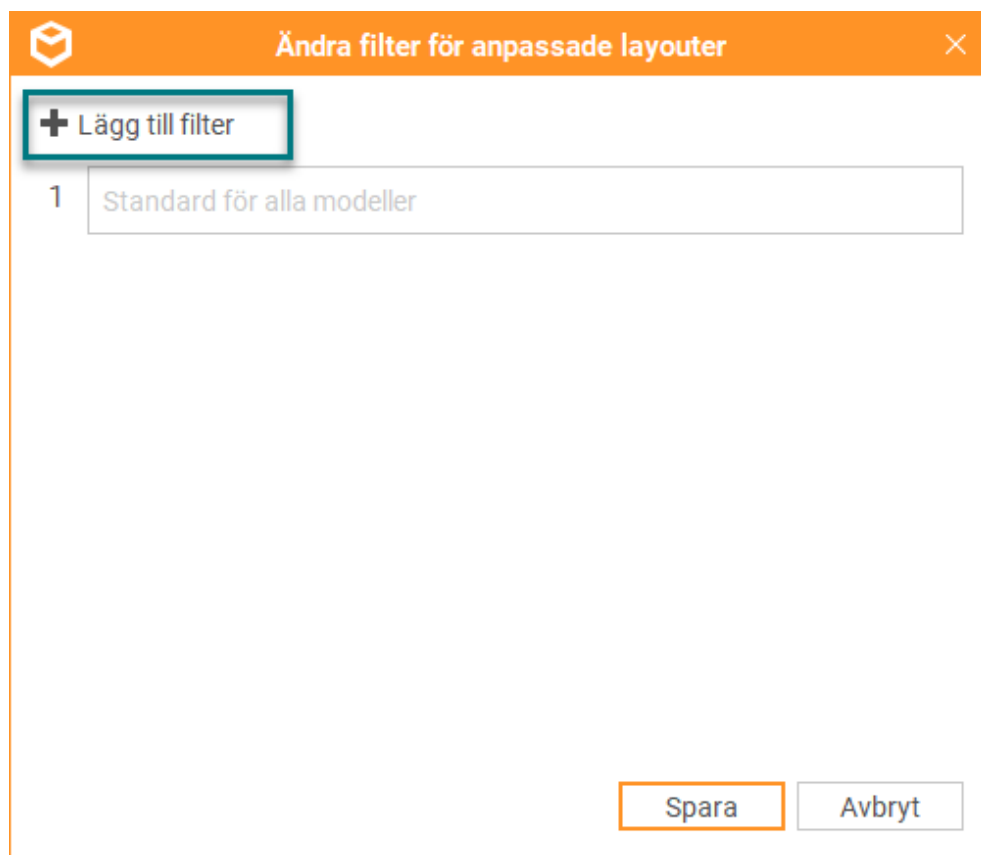 Ändra filter för anpassade layouter
Lägg till filter
1 Standard för alla modeller
Spara Avbryt